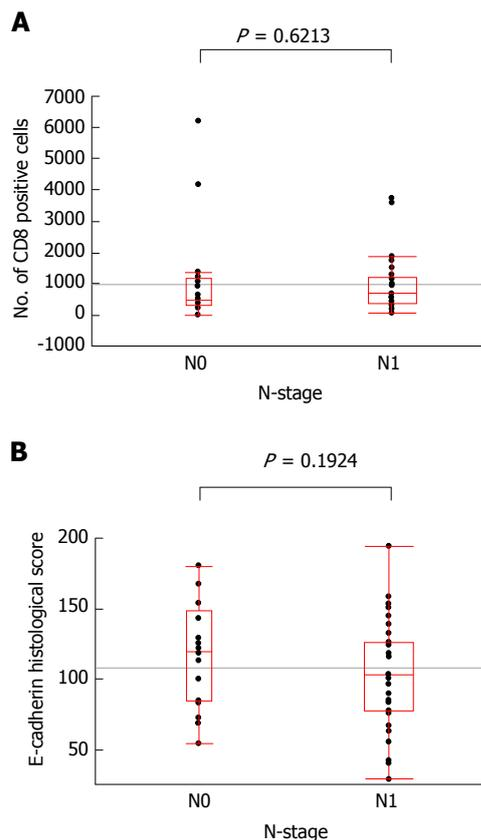 A
P = 0.6213
No. of CD8 positive cells
7000
6000
5000
4000
3000
2000
1000
0
-1000
N0 N1
N-stage
B
P = 0.1924
E-cadherin histological score
200
150
100
50
N0 N1
N-stage